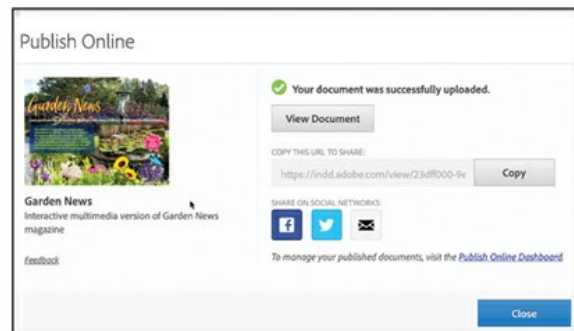 Publish Online
Garden News
Garden News
Interactive multimedia version of Garden News
magazine
Feedback
Your document was successfully uploaded.
View Document
COPY THIS URL TO SHARE:
https://indd.adobe.com/view/23dff000-9e
Copy
SHARE ON SOCIAL NETWORKS:
To manage your published documents, visit the Publish Online Dashboard.
Close